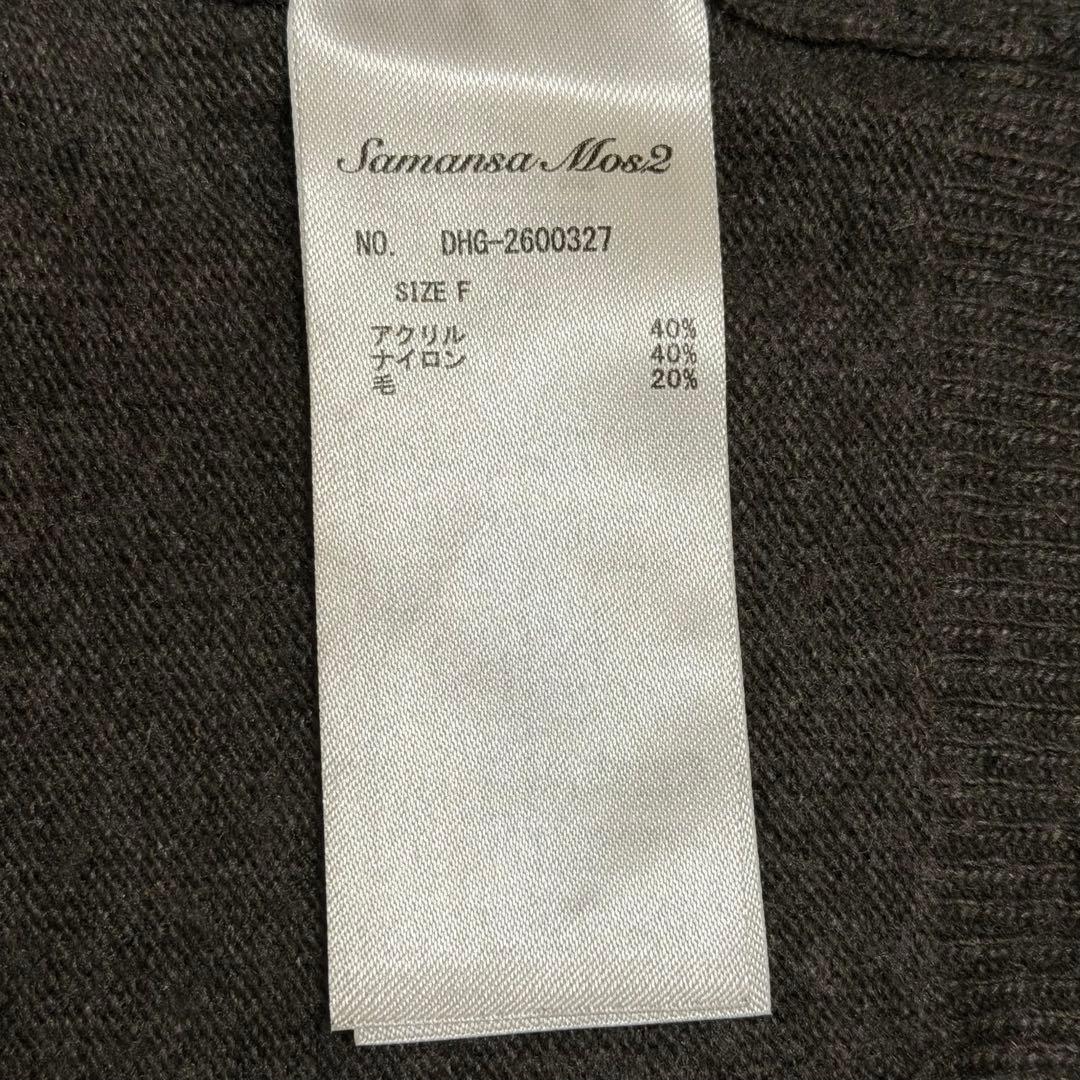 Samansa Mos2
NO. DHG-2600327
SIZE F
アクリル 40%
ナイロン 40%
毛 20%